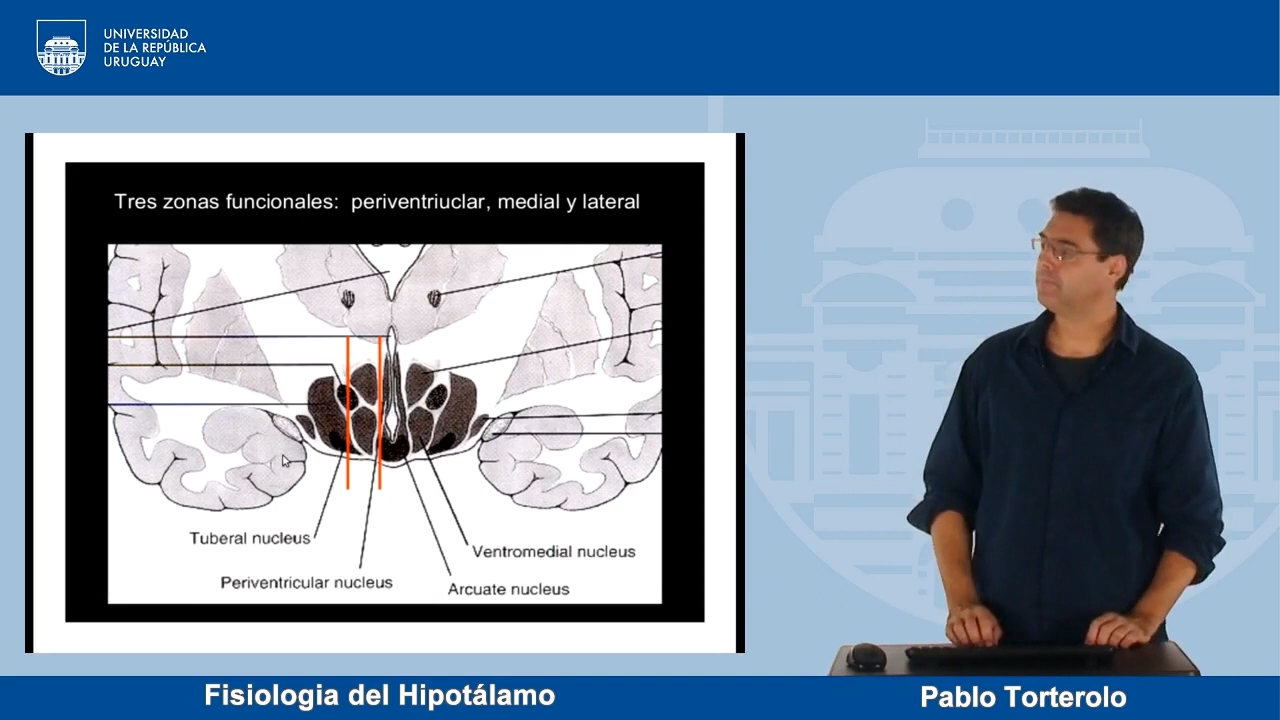 UNIVERSIDAD
DE LA REPÚBLICA
URUGUAY
Tres zonas funcionales: periventriuclar, medial y lateral
Tuberal nucleus
Ventromedial nucleus
Periventricular nucleus
Arcuate nucleus
Fisiologia del Hipotálamo
Pablo Torterolo